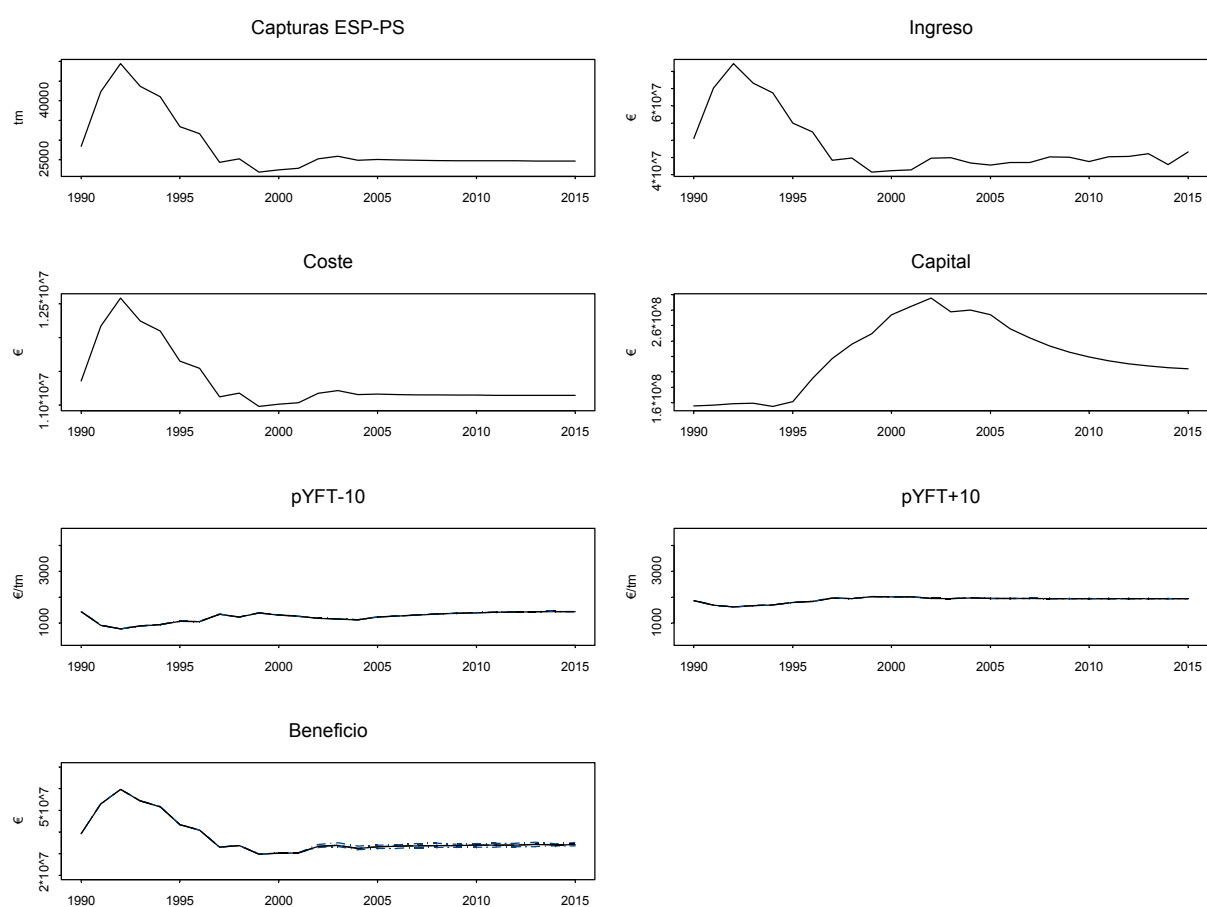 Capturas ESP-PS
tm
40000
25000
1990 1995 2000 2005 2010 2015
Ingreso
€
6*10^7
4*10^7
1990 1995 2000 2005 2010 2015
Coste
€
1.25*10^7
1.10*10^7
1990 1995 2000 2005 2010 2015
Capital
€
2.6*10^8
1.6*10^8
1990 1995 2000 2005 2010 2015
pYFT-10
€/tm
3000
1000
1990 1995 2000 2005 2010 2015
pYFT+10
€/tm
3000
1000
1990 1995 2000 2005 2010 2015
Beneficio
€
5*10^7
2*10^7
1990 1995 2000 2005 2010 2015